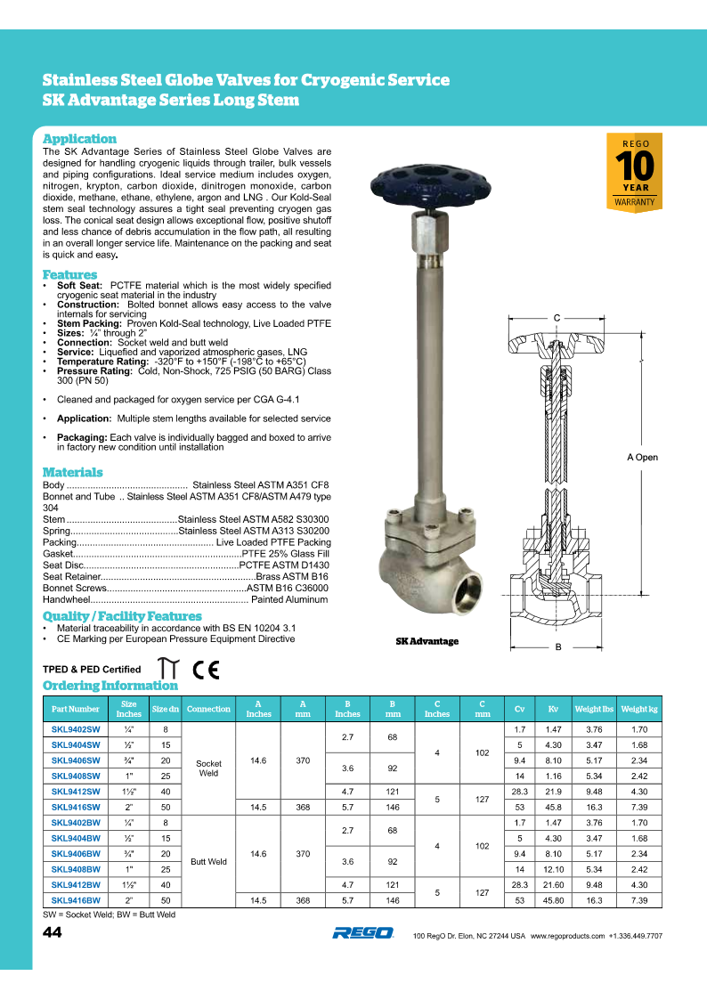 Stainless Steel Globe Valves for Cryogenic Service
SK Advantage Series Long Stem
Application
The SK Advantage Series of Stainless Steel Globe Valves are
designed for handling cryogenic liquids through trailer, bulk vessels
and piping configurations. Ideal service medium includes oxygen,
nitrogen, krypton, carbon dioxide, dinitrogen monoxide, carbon
dioxide, methane, ethane, ethylene, argon and LNG . Our Kold-Seal
stem seal technology assures a tight seal preventing cryogen gas
loss. The conical seat design allows exceptional flow, positive shutoff
and less chance of debris accumulation in the flow path, all resulting
in an overall longer service life. Maintenance on the packing and seat
is quick and easy.
Features
• Soft Seat: PCTFE material which is the most widely specified
cryogenic seat material in the industry
• Construction: Bolted bonnet allows easy access to the valve
internals for servicing
• Stem Packing: Proven Kold-Seal technology, Live Loaded PTFE
• Sizes: ¼” through 2”
• Connection: Socket weld and butt weld
• Service: Liquefied and vaporized atmospheric gases, LNG
• Temperature Rating: -320°F to +150°F (-198°C to +65°C)
• Pressure Rating: Cold, Non-Shock, 725 PSIG (50 BARG) Class
300 (PN 50)
• Cleaned and packaged for oxygen service per CGA G-4.1
• Application: Multiple stem lengths available for selected service
• Packaging: Each valve is individually bagged and boxed to arrive
in factory new condition until installation
Materials
Body .............................................. Stainless Steel ASTM A351 CF8
Bonnet and Tube .. Stainless Steel ASTM A351 CF8/ASTM A479 type
304
Stem ..........................................Stainless Steel ASTM A582 S30300
Spring.........................................Stainless Steel ASTM A313 S30200
Packing.................................................... Live Loaded PTFE Packing
Gasket................................................................PTFE 25% Glass Fill
Seat Disc...........................................................PCTFE ASTM D1430
Seat Retainer...........................................................Brass ASTM B16
Bonnet Screws.....................................................ASTM B16 C36000
Handwheel............................................................ Painted Aluminum
Quality / Facility Features
• Material traceability in accordance with BS EN 10204 3.1
• CE Marking per European Pressure Equipment Directive
REGO
10
YEAR
WARRANTY
C
A Open
B
SK Advantage
TPED & PED Certified CE
Ordering Information
Part Number Size Inches Size dn Connection A Inches A mm B Inches B mm C Inches C mm Cv Kv Weight lbs Weight kg
SKL9402SW ¼” 8 Socket Weld 14.6 370 2.7 68 4 102 1.7 1.47 3.76 1.70
SKL9404SW ½” 15 5 4.30 3.47 1.68
SKL9406SW ¾" 20 3.6 92 9.4 8.10 5.17 2.34
SKL9408SW 1" 25 14 1.16 5.34 2.42
SKL9412SW 1½" 40 4.7 121 5 127 28.3 21.9 9.48 4.30
SKL9416SW 2” 50 14.5 368 5.7 146 53 45.8 16.3 7.39
SKL9402BW ¼” 8 Butt Weld 14.6 370 2.7 68 4 102 1.7 1.47 3.76 1.70
SKL9404BW ½” 15 5 4.30 3.47 1.68
SKL9406BW ¾" 20 3.6 92 9.4 8.10 5.17 2.34
SKL9408BW 1" 25 14 12.10 5.34 2.42
SKL9412BW 1½" 40 4.7 121 5 127 28.3 21.60 9.48 4.30
SKL9416BW 2” 50 14.5 368 5.7 146 53 45.80 16.3 7.39
SW = Socket Weld; BW = Butt Weld
44 REGO 100 RegO Dr. Elon, NC 27244 USA www.regoproducts.com +1.336.449.7707